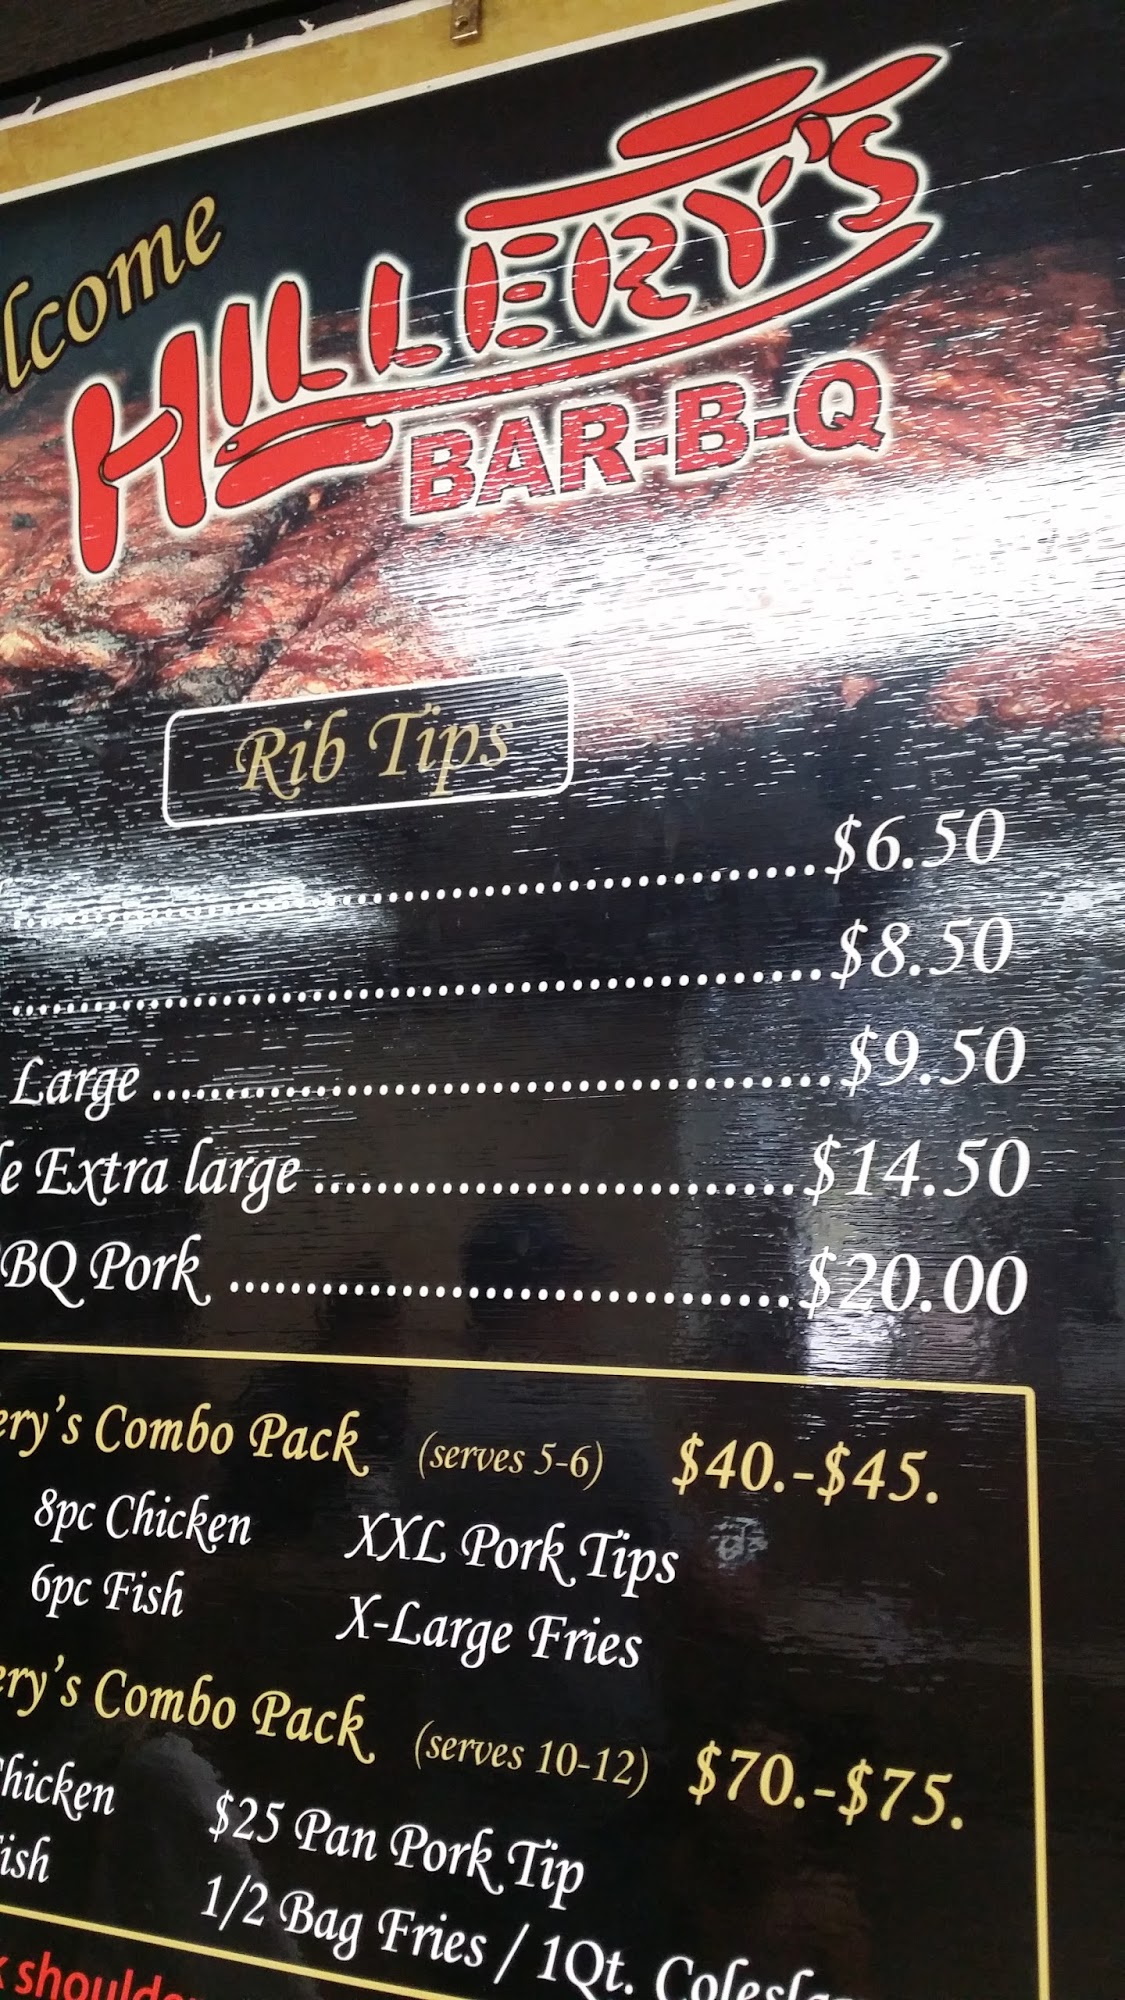 lcome
HILLERY'S
BAR-B-Q
Rib Tips
$6.50
$8.50
Large $9.50
e Extra large $14.50
BQ Pork $20.00
ery's Combo Pack (serves 5-6) $40.-$45.
8pc Chicken XXL Pork Tips
6pc Fish X-Large Fries
ery's Combo Pack (serves 10-12) $70.-$75.
hicken $25 Pan Pork Tip
ish 1/2 Bag Fries / 1Qt. Colesla
k shoulde